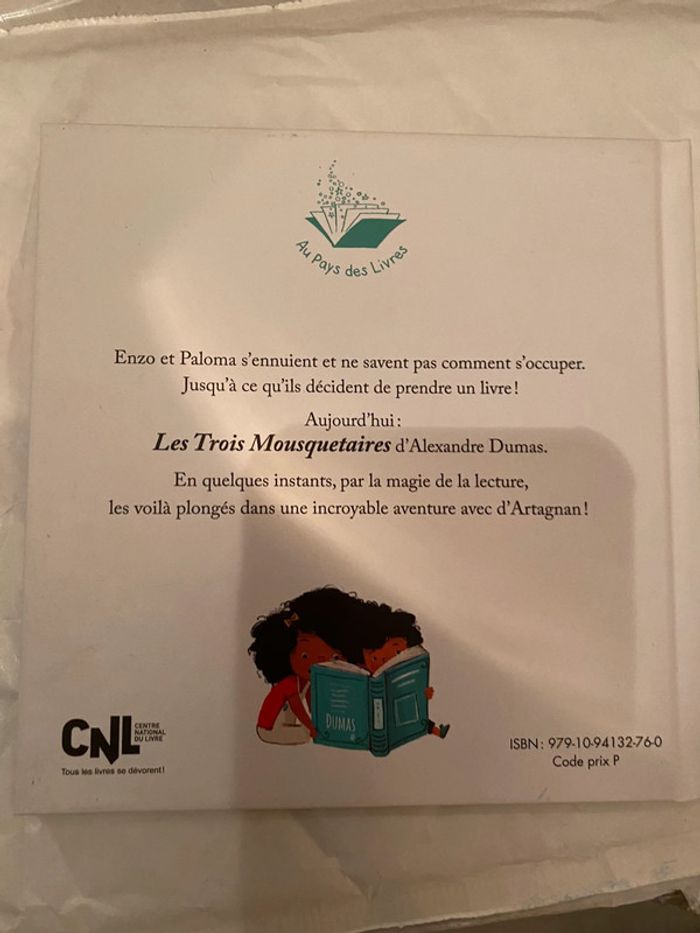 Au Pays des Livres
Enzo et Paloma s'ennuient et ne savent pas comment s'occuper.
Jusqu'à ce qu'ils décident de prendre un livre !
Aujourd'hui :
Les Trois Mousquetaires d'Alexandre Dumas.
En quelques instants, par la magie de la lecture,
les voilà plongés dans une incroyable aventure avec d'Artagnan !
DUMAS
CNL
CENTRE
NATIONAL
DU LIVRE
Tous les livres se dévorent !
ISBN : 979-10-94132-76-0
Code prix P